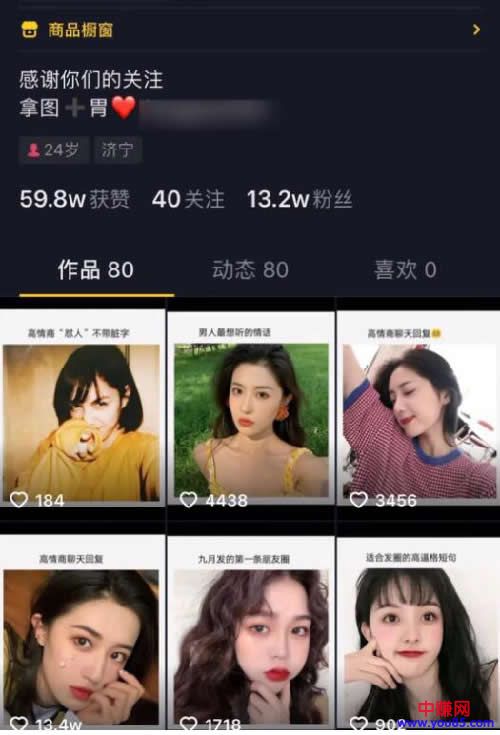 商品橱窗
感谢你们的关注
拿图➕胃❤️
24岁 济宁
59.8w获赞 40关注 13.2w粉丝
作品 80 动态 80 喜欢 0
高情商“怼人”不带脏字
男人最想听的情话
高情商聊天回复🤗
184
4438
3456
高情商聊天回复
九月发的第一条朋友圈
适合发圈的高逼格短句
13.4w
1718
902
中赚网
www.yood5.com